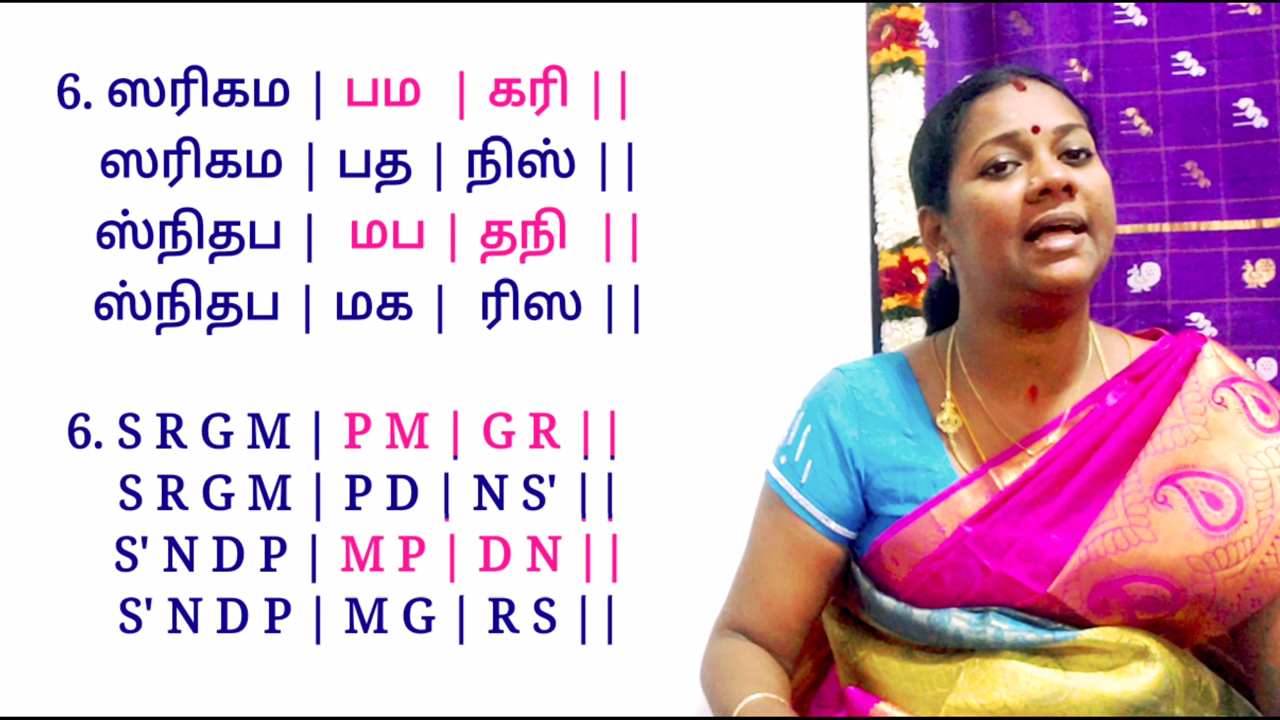 6. ஸரிகம | பம | கரி ||
ஸரிகம | பத | நிஸ் ||
ஸ்நிதப | மப | தநி ||
ஸ்நிதப | மக | ரிஸ ||
6. S R G M | P M | G R ||
S R G M | P D | N S' ||
S' N D P | M P | D N ||
S' N D P | M G | R S ||